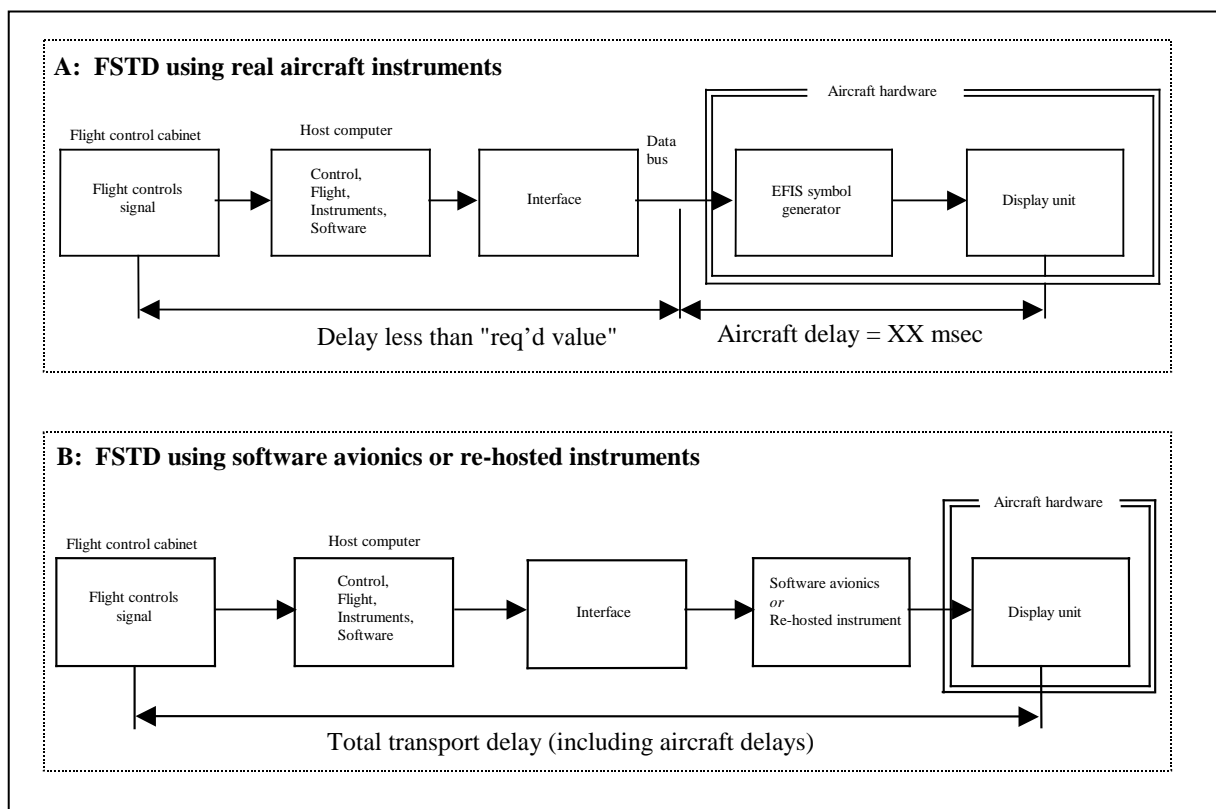 A: FSTD using real aircraft instruments
Aircraft hardware
Flight control cabinet
Host computer
Data
bus
Flight controls
signal
Control,
Flight,
Instruments,
Software
Interface
EFIS symbol
generator
Display unit
Delay less than "req’d value"
Aircraft delay = XX msec
B: FSTD using software avionics or re-hosted instruments
Aircraft hardware
Flight control cabinet
Host computer
Flight controls
signal
Control,
Flight,
Instruments,
Software
Interface
Software avionics
or
Re-hosted instrument
Display unit
Total transport delay (including aircraft delays)